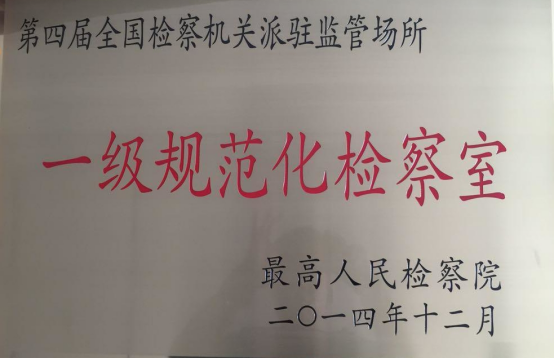 第四届全国检察机关派驻监管场所
一级规范化检察室
最高人民检察院
二〇一四年十二月